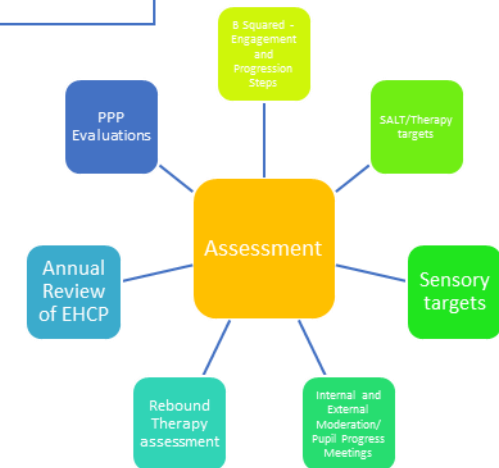 B Squared -
Engagement
and
Progression
Steps
PPP
Evaluations
SALT/Therapy
targets
Assessment
Annual
Review
of EHCP
Sensory
targets
Rebound
Therapy
assessment
Internal and
External
Moderation/
Pupil Progress
Meetings